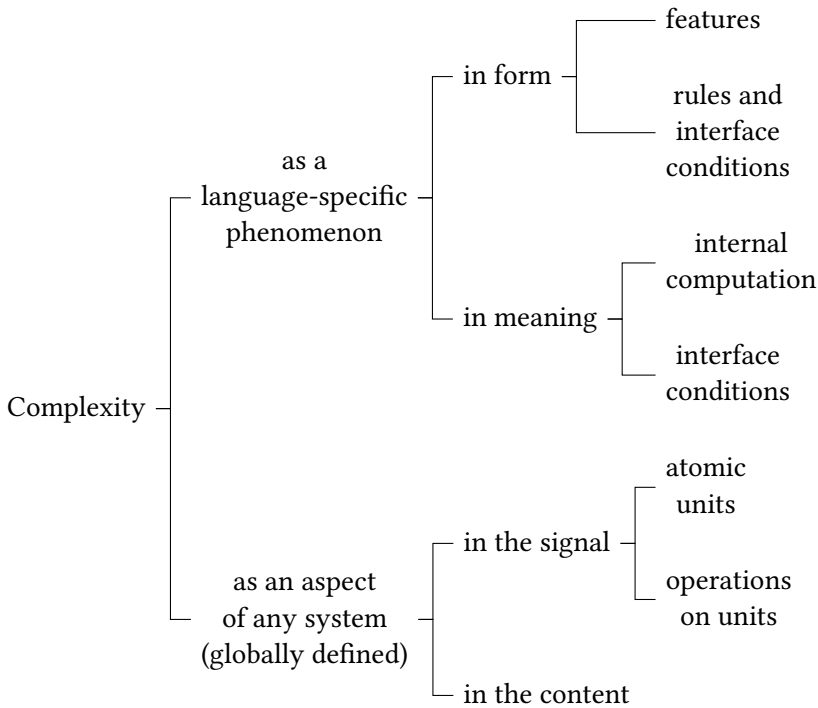 features
in form
rules and
interface
conditions
as a
language-specific
phenomenon
internal
computation
in meaning
interface
conditions
Complexity
atomic
units
in the signal
as an aspect
of any system
(globally defined)
operations
on units
in the content